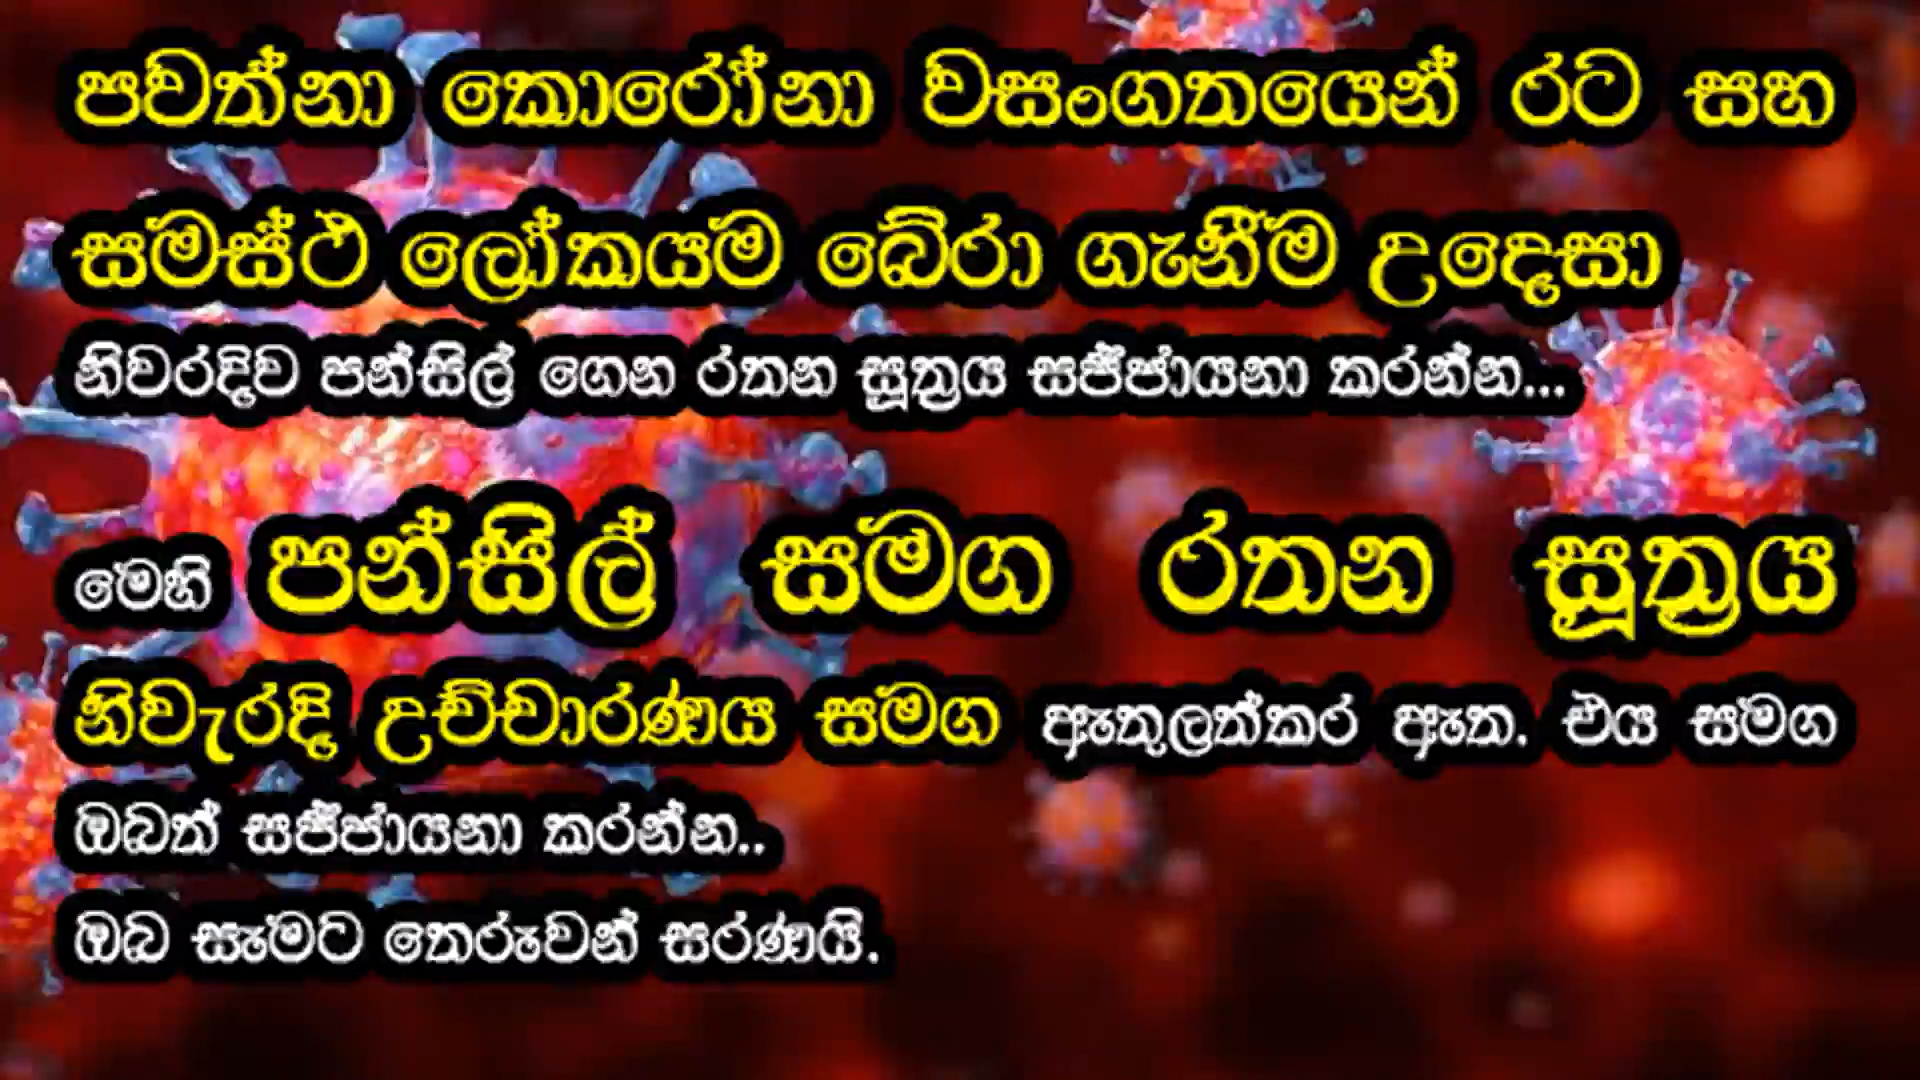 පවත්නා කොරෝනා වසංගතයෙන් රට සහ
සමස්ථ ලෝකයම බේරා ගැනීම උදෙසා
නිවරදිව පන්සිල් ගෙන රතන සූත්‍රය සජ්ජායනා කරන්න...
මෙහි පන්සිල් සමග රතන සූත්‍රය
නිවැරදි උච්චාරණය සමග ඇතුලත්කර ඇත. එය සමග
ඔබත් සජ්ජායනා කරන්න..
ඔබ සැමට තෙරුවන් සරණයි.